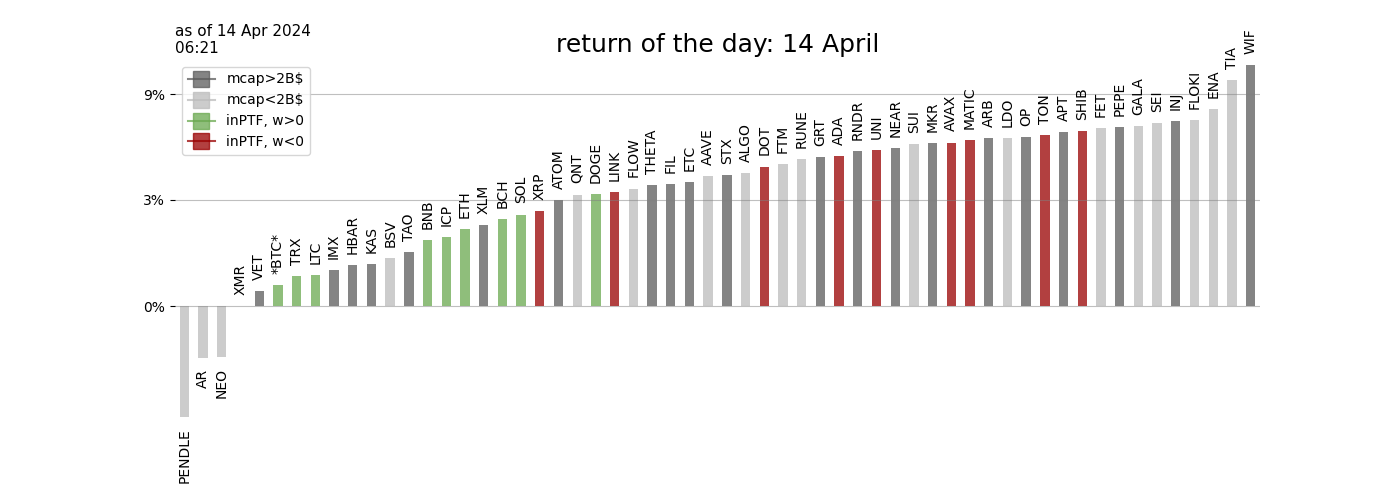 as of 14 Apr 2024
06:21
return of the day: 14 April
mcap>2B$
mcap<2B$
inPTF, w>0
inPTF, w<0
9%
3%
0%
PENDLE
AR
NEO
XMR
VET
*BTC*
TRX
LTC
IMX
HBAR
KAS
BSV
TAO
BNB
ICP
ETH
XLM
BCH
SOL
XRP
ATOM
QNT
DOGE
LINK
FLOW
THETA
FIL
ETC
AAVE
STX
ALGO
DOT
FTM
RUNE
GRT
ADA
RNDR
UNI
NEAR
SUI
MKR
AVAX
MATIC
ARB
LDO
OP
TON
APT
SHIB
FET
PEPE
GALA
SEI
INJ
FLOKI
ENA
TIA
WIF